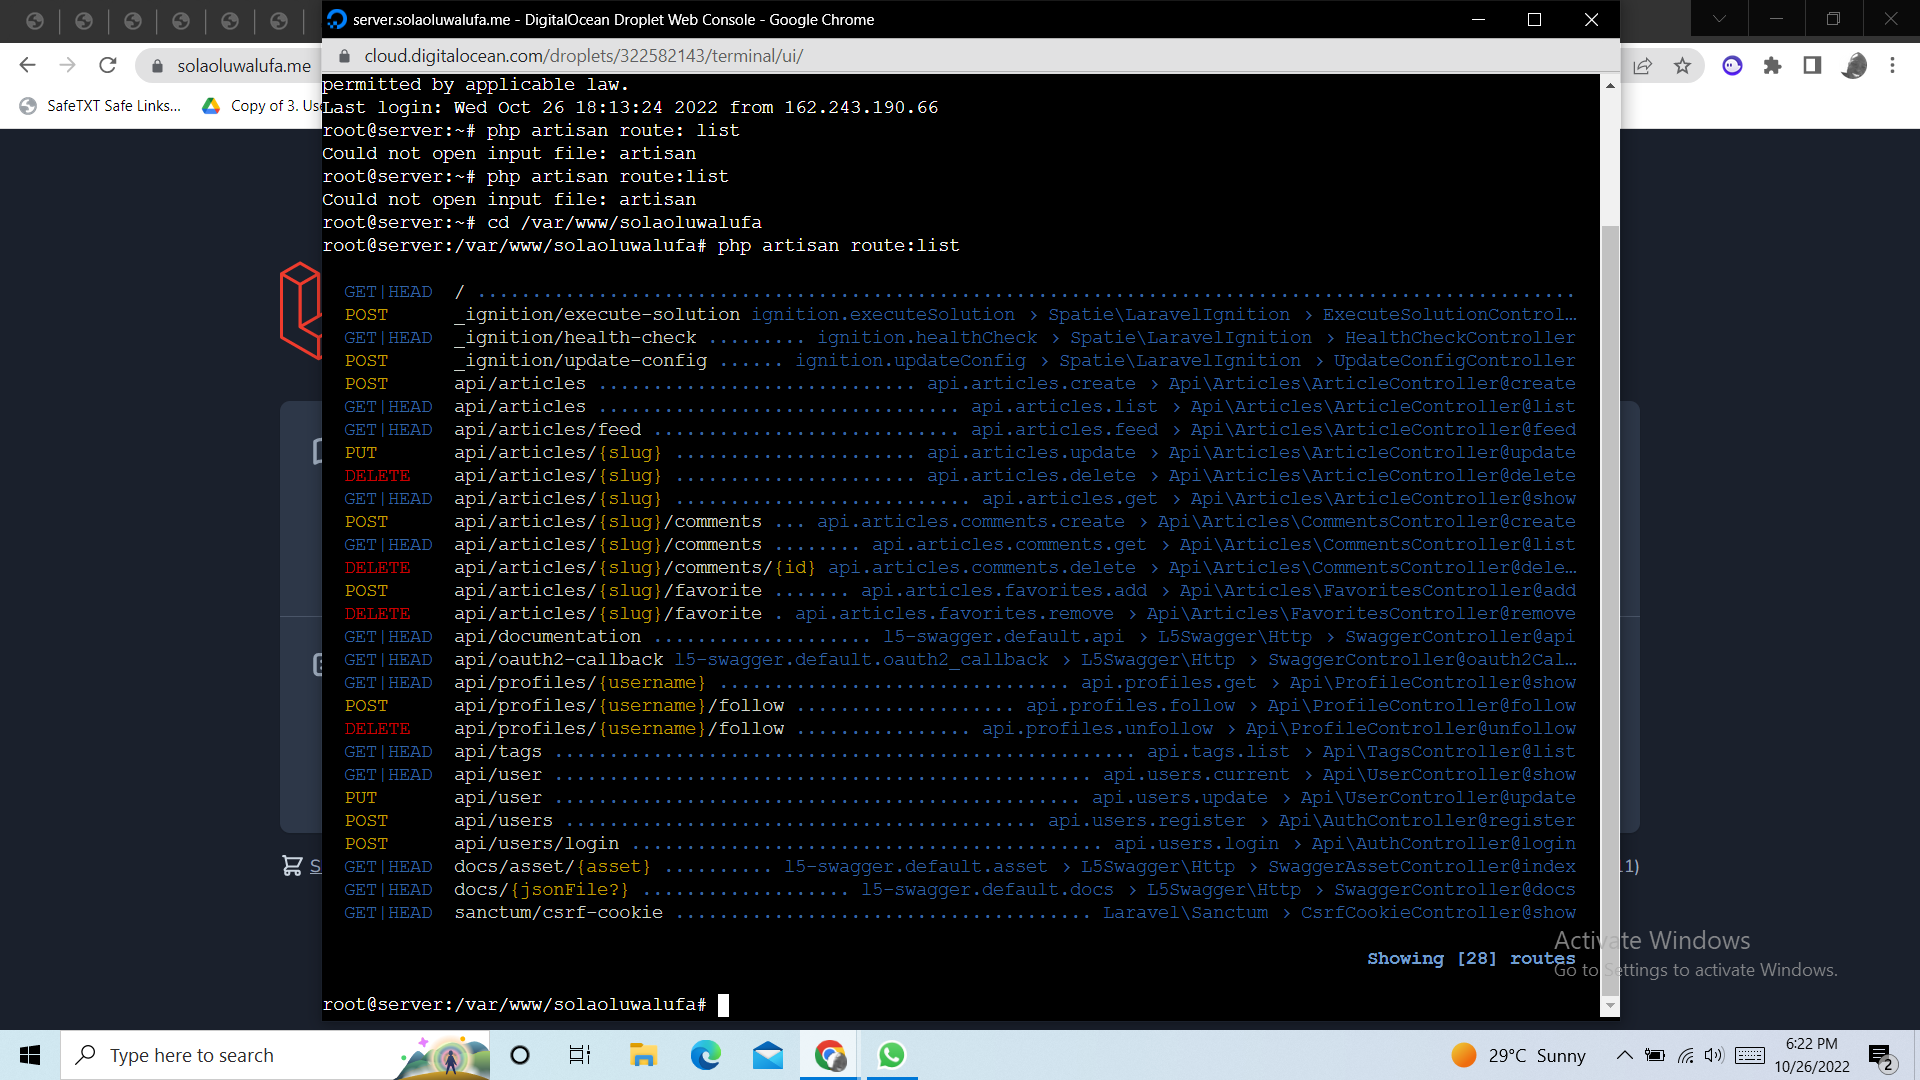 server.solaoluwalufa.me - DigitalOcean Droplet Web Console - Google Chrome
cloud.digitalocean.com/droplets/322582143/terminal/ui/
solaoluwalufa.me
SafeTXT Safe Links...
Copy of 3. Us
permitted by applicable law.
Last login: Wed Oct 26 18:13:24 2022 from 162.243.190.66
root@server:~# php artisan route: list
Could not open input file: artisan
root@server:~# php artisan route:list
Could not open input file: artisan
root@server:~# cd /var/www/solaoluwalufa
root@server:/var/www/solaoluwalufa# php artisan route:list
GET|HEAD / ....................................................................................................
POST _ignition/execute-solution ignition.executeSolution › Spatie\LaravelIgnition › ExecuteSolutionControl…
GET|HEAD _ignition/health-check ......... ignition.healthCheck › Spatie\LaravelIgnition › HealthCheckController
POST _ignition/update-config ...... ignition.updateConfig › Spatie\LaravelIgnition › UpdateConfigController
POST api/articles ............................. api.articles.create › Api\Articles\ArticleController@create
GET|HEAD api/articles ................................. api.articles.list › Api\Articles\ArticleController@list
GET|HEAD api/articles/feed ............................ api.articles.feed › Api\Articles\ArticleController@feed
PUT api/articles/{slug} ...................... api.articles.update › Api\Articles\ArticleController@update
DELETE api/articles/{slug} ...................... api.articles.delete › Api\Articles\ArticleController@delete
GET|HEAD api/articles/{slug} ........................... api.articles.get › Api\Articles\ArticleController@show
POST api/articles/{slug}/comments ... api.articles.comments.create › Api\Articles\CommentsController@create
GET|HEAD api/articles/{slug}/comments ........ api.articles.comments.get › Api\Articles\CommentsController@list
DELETE api/articles/{slug}/comments/{id} api.articles.comments.delete › Api\Articles\CommentsController@dele…
POST api/articles/{slug}/favorite ....... api.articles.favorites.add › Api\Articles\FavoritesController@add
DELETE api/articles/{slug}/favorite . api.articles.favorites.remove › Api\Articles\FavoritesController@remove
GET|HEAD api/documentation .................... l5-swagger.default.api › L5Swagger\Http › SwaggerController@api
GET|HEAD api/oauth2-callback l5-swagger.default.oauth2_callback › L5Swagger\Http › SwaggerController@oauth2Cal…
GET|HEAD api/profiles/{username} ................................ api.profiles.get › Api\ProfileController@show
POST api/profiles/{username}/follow .................... api.profiles.follow › Api\ProfileController@follow
DELETE api/profiles/{username}/follow ................ api.profiles.unfollow › Api\ProfileController@unfollow
GET|HEAD api/tags ..................................................... api.tags.list › Api\TagsController@list
GET|HEAD api/user ................................................. api.users.current › Api\UserController@show
PUT api/user ................................................ api.users.update › Api\UserController@update
POST api/users ........................................... api.users.register › Api\AuthController@register
POST api/users/login ........................................... api.users.login › Api\AuthController@login
GET|HEAD docs/asset/{asset} .......... l5-swagger.default.asset › L5Swagger\Http › SwaggerAssetController@index
GET|HEAD docs/{jsonFile?} ................... l5-swagger.default.docs › L5Swagger\Http › SwaggerController@docs
GET|HEAD sanctum/csrf-cookie ...................................... Laravel\Sanctum › CsrfCookieController@show
S
11)
Activate Windows
Showing [28] routes
Go to Settings to activate Windows.
root@server:/var/www/solaoluwalufa#
Type here to search
29°C Sunny
6:22 PM
10/26/2022
2